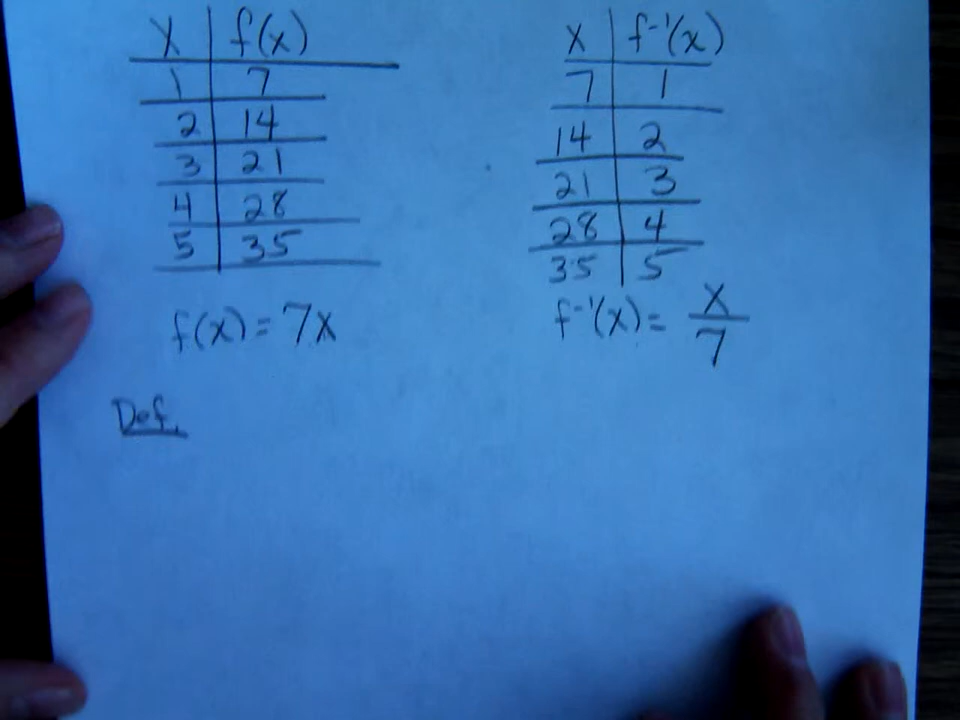 x f(x)
1 7
2 14
3 21
4 28
5 35
f(x) = 7x
x f⁻¹(x)
7 1
14 2
21 3
28 4
35 5
f⁻¹(x) = x/7
Def.